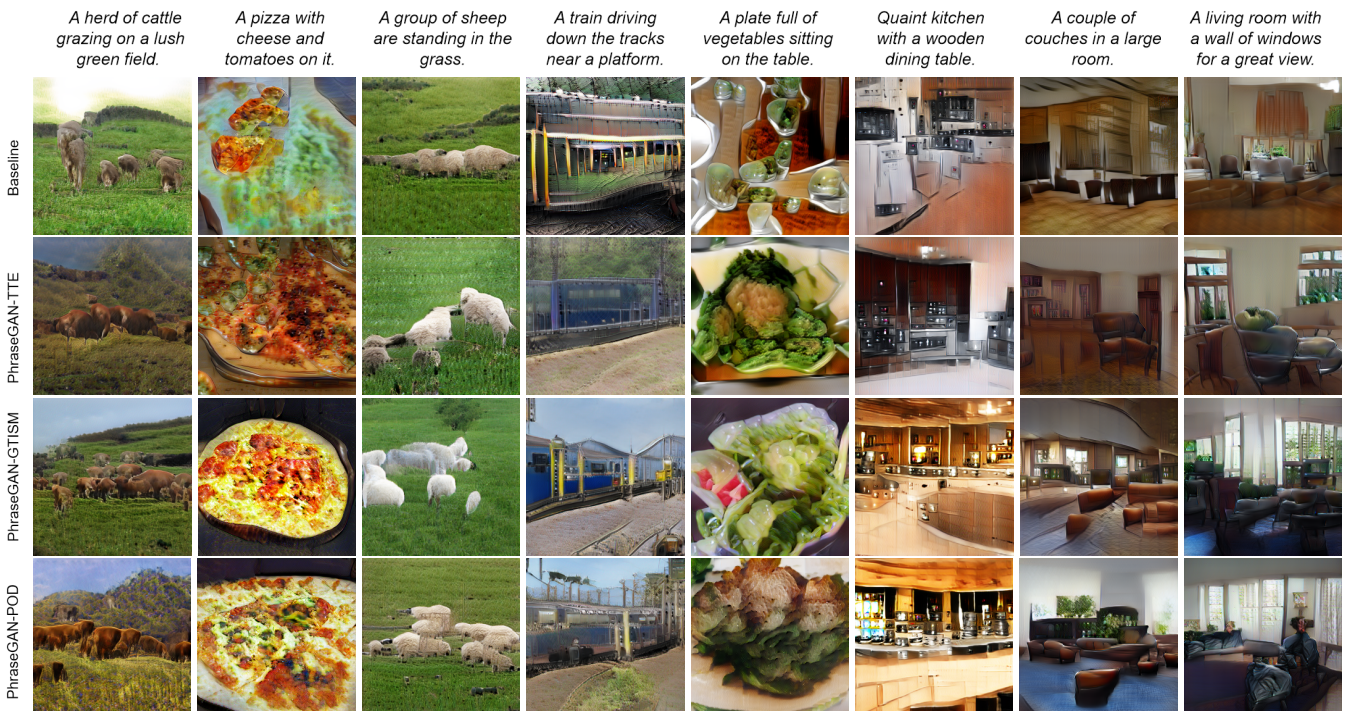 A herd of cattle
grazing on a lush
green field.
A pizza with
cheese and
tomatoes on it.
A group of sheep
are standing in the
grass.
A train driving
down the tracks
near a platform.
A plate full of
vegetables sitting
on the table.
Quaint kitchen
with a wooden
dining table.
A couple of
couches in a large
room.
A living room with
a wall of windows
for a great view.
Baseline
PhraseGAN-TTE
PhraseGAN-GTISM
PhraseGAN-POD